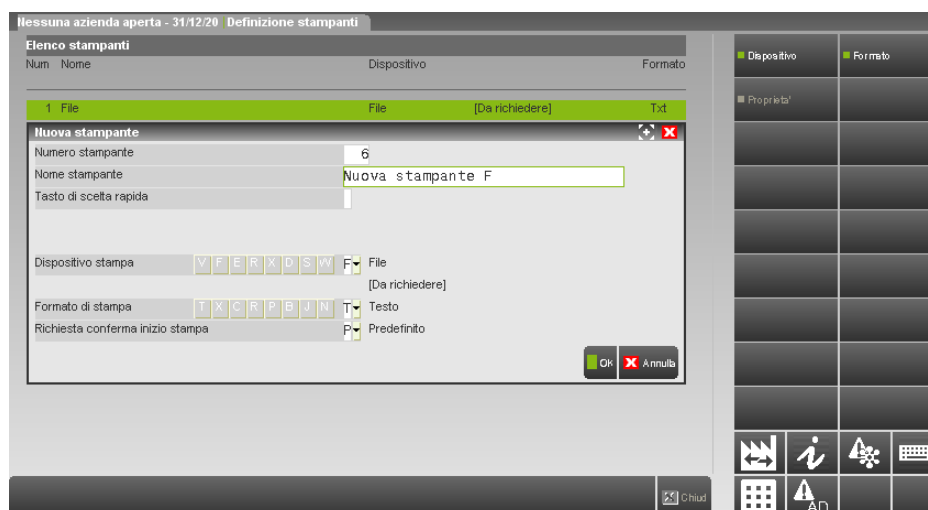 Nessuna azienda aperta - 31/12/20 Definizione stampanti
Elenco stampanti
Num Nome Dispositivo Formato
1 File File [Da richiedere] Txt
Nuova stampante
Numero stampante 6
Nome stampante Nuova stampante F
Tasto di scelta rapida
Dispositivo stampa V F E R X D S W F File
[Da richiedere]
Formato di stampa T X C R P B J N T Testo
Richiesta conferma inizio stampa P Predefinito
Ok Annulla
Chiud
Dispositivo Formato
Proprieta'
AD